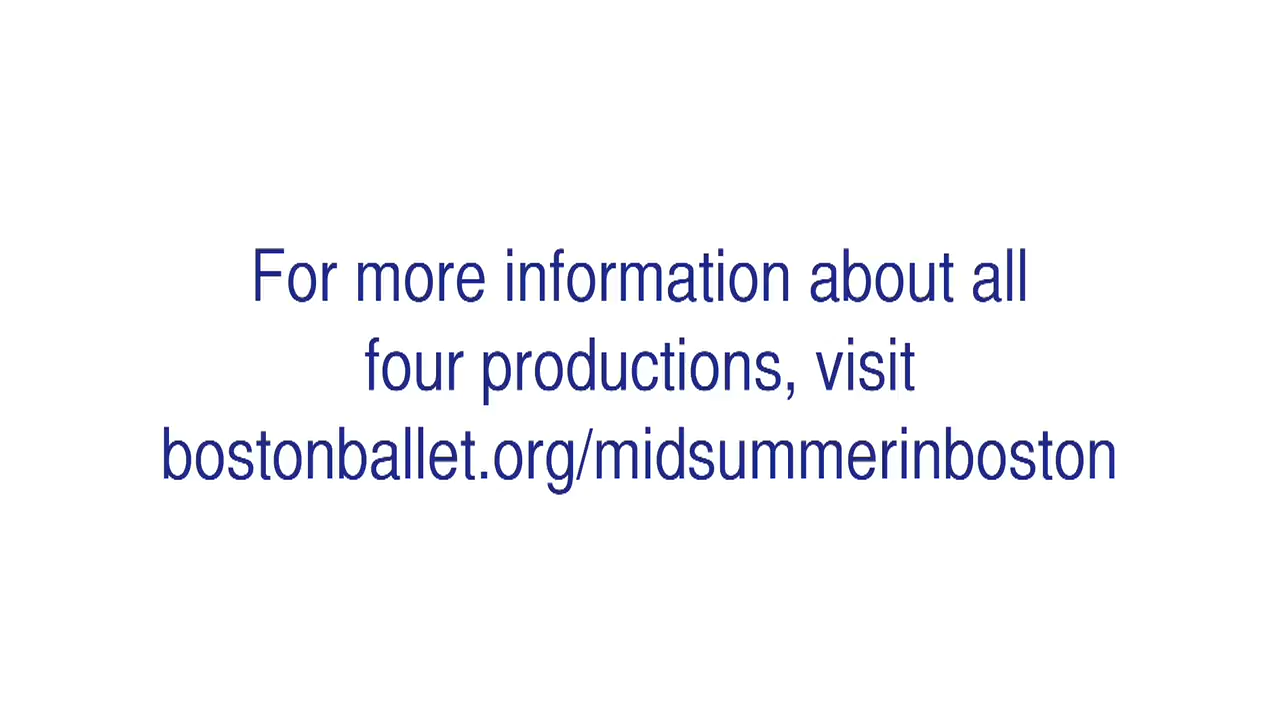 For more information about all
four productions, visit
bostonballet.org/midsummerinboston